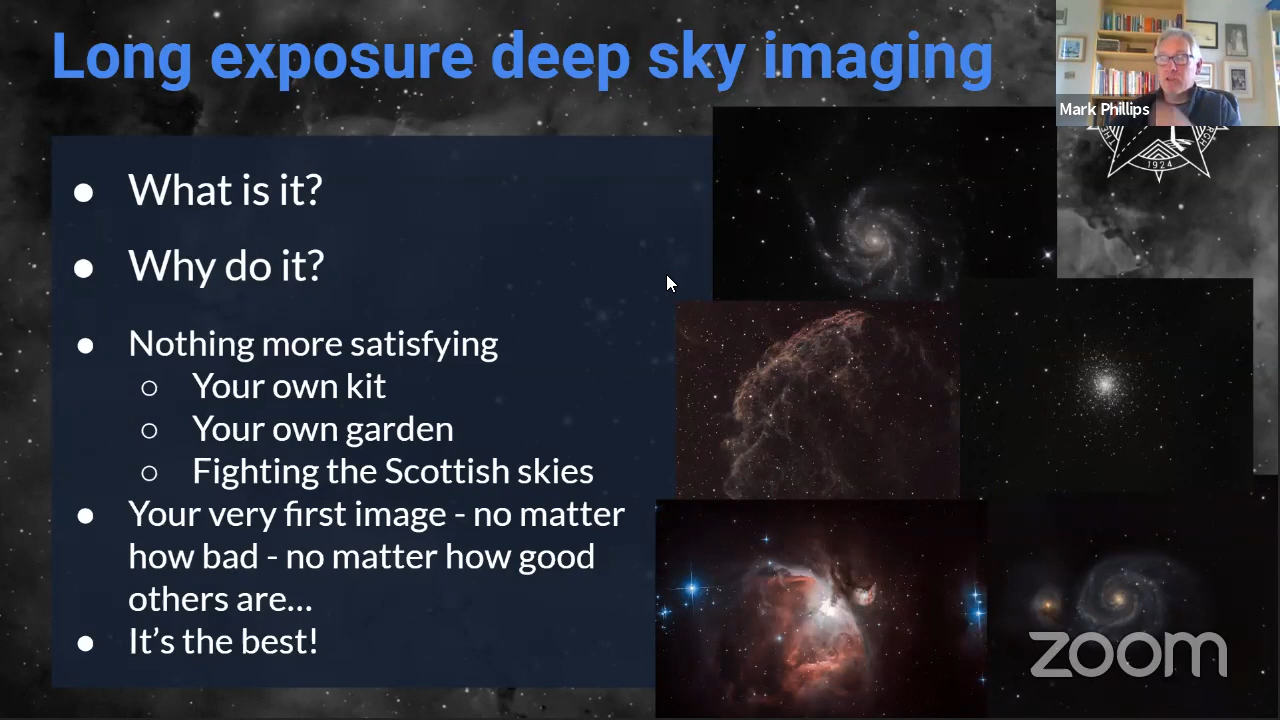 Long exposure deep sky imaging
Mark Phillips
1924
● What is it?
● Why do it?
● Nothing more satisfying
○ Your own kit
○ Your own garden
○ Fighting the Scottish skies
● Your very first image - no matter
how bad - no matter how good
others are...
● It's the best!
zoom